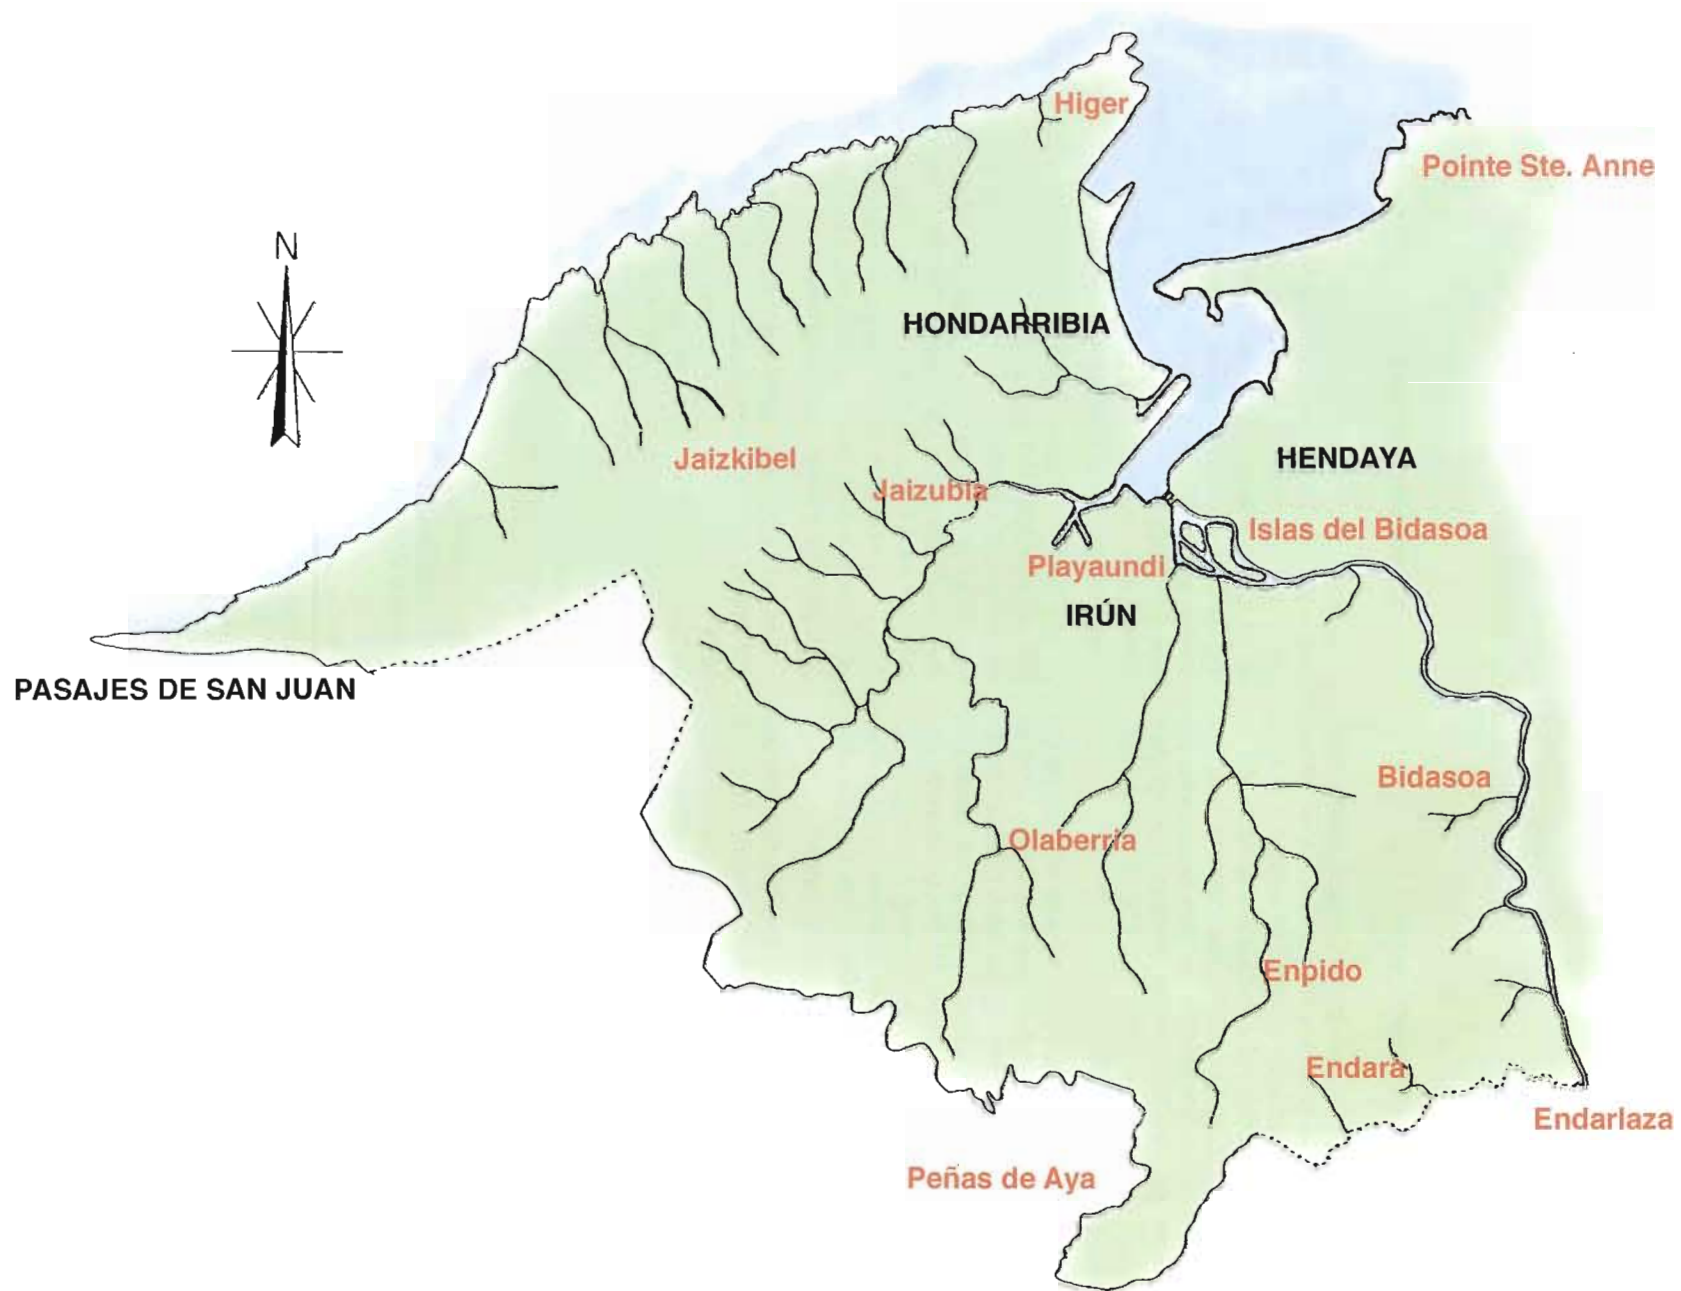 Higer
Pointe Ste. Anne
N
HONDARRIBIA
Jaizkibel
HENDAYA
Jaizubia
Islas del Bidasoa
Playaundi
IRÚN
PASAJES DE SAN JUAN
Bidasoa
Olaberria
Enpido
Endara
Endarlaza
Peñas de Aya